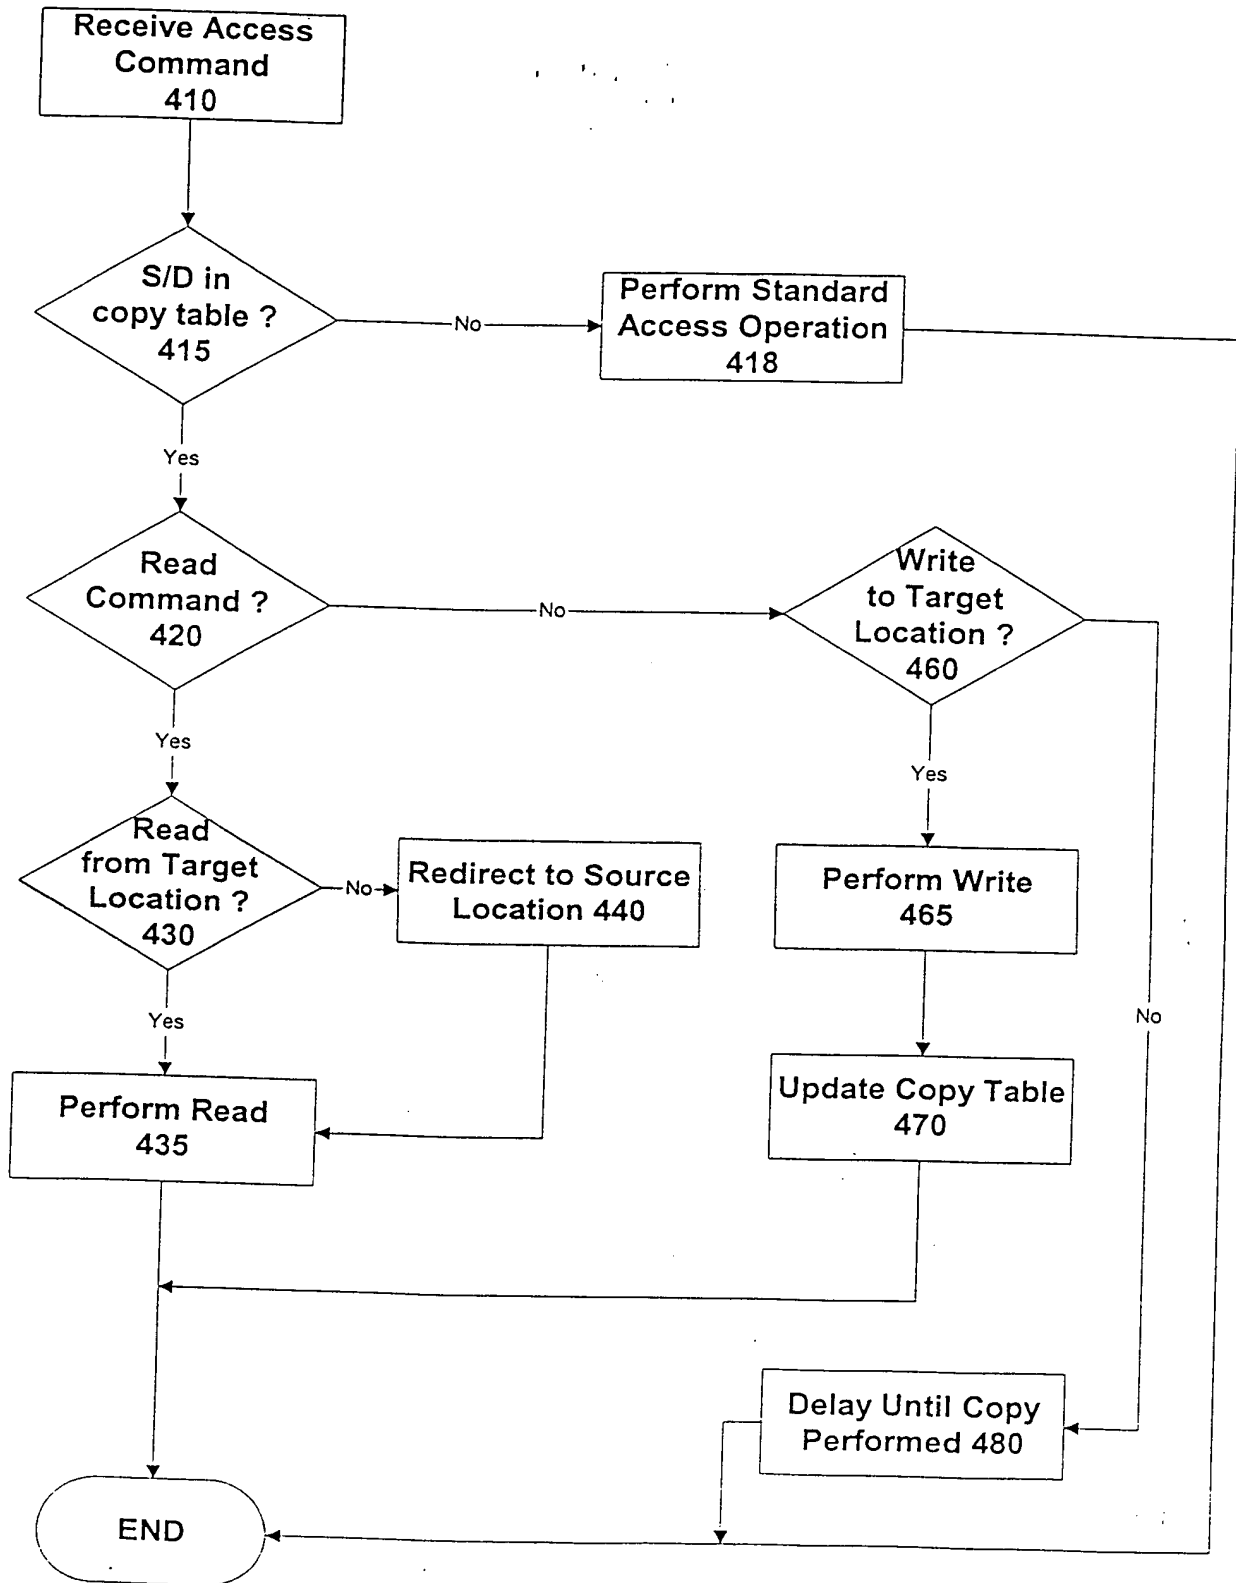 Receive Access
Command
410
S/D in
copy table ?
415
No
Perform Standard
Access Operation
418
Yes
Read
Command ?
420
No
Write
to Target
Location ?
460
Yes
Yes
Read
from Target
Location ?
430
No
Redirect to Source
Location 440
Perform Write
465
Yes
No
Perform Read
435
Update Copy Table
470
Delay Until Copy
Performed 480
END